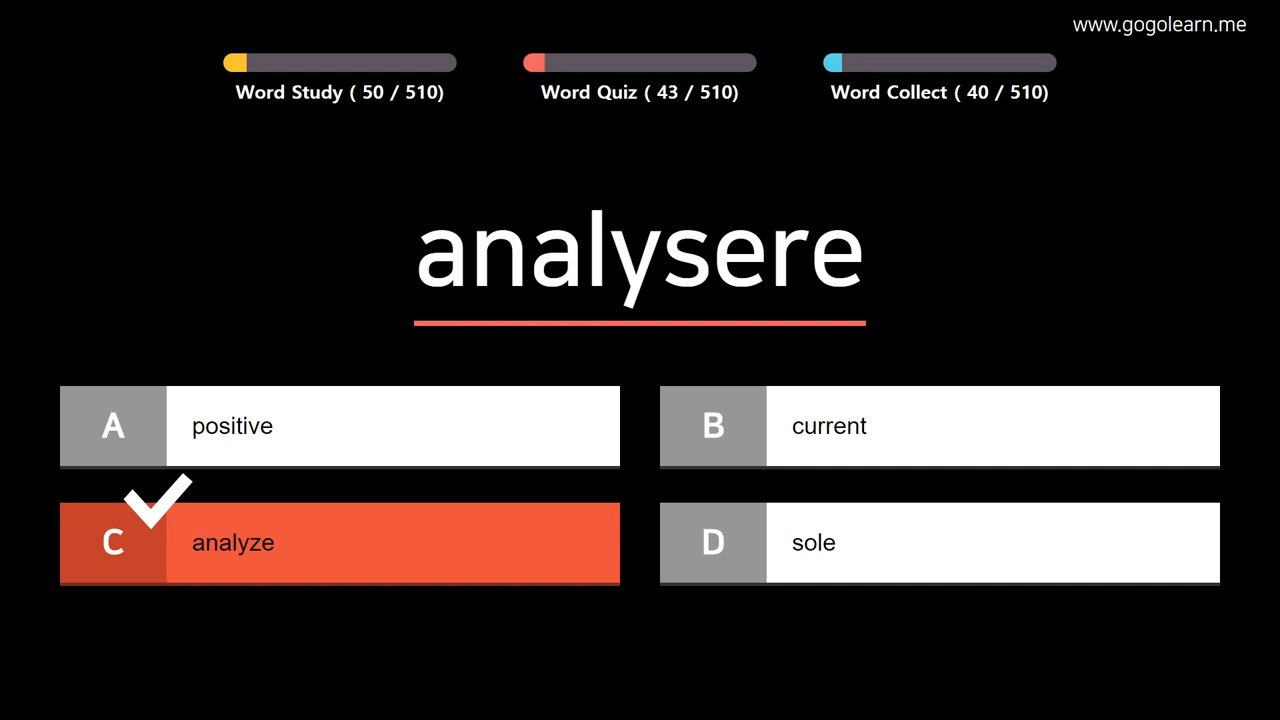 www.gogolearn.me
Word Study ( 50 / 510)
Word Quiz ( 43 / 510)
Word Collect ( 40 / 510)
analysere
A positive
B current
C analyze
D sole